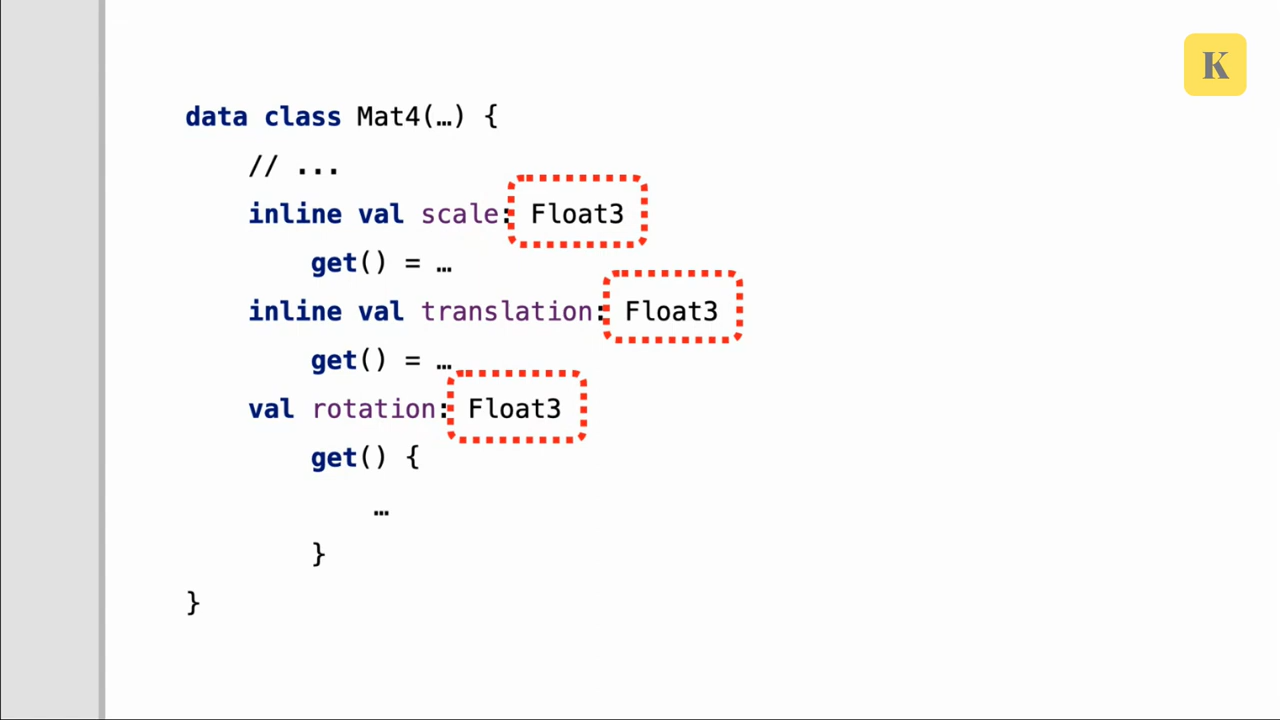 K
data class Mat4(…) {
    // ...
    inline val scale: Float3
        get() = …
    inline val translation: Float3
        get() = …
    val rotation: Float3
        get() {
            …
        }
}